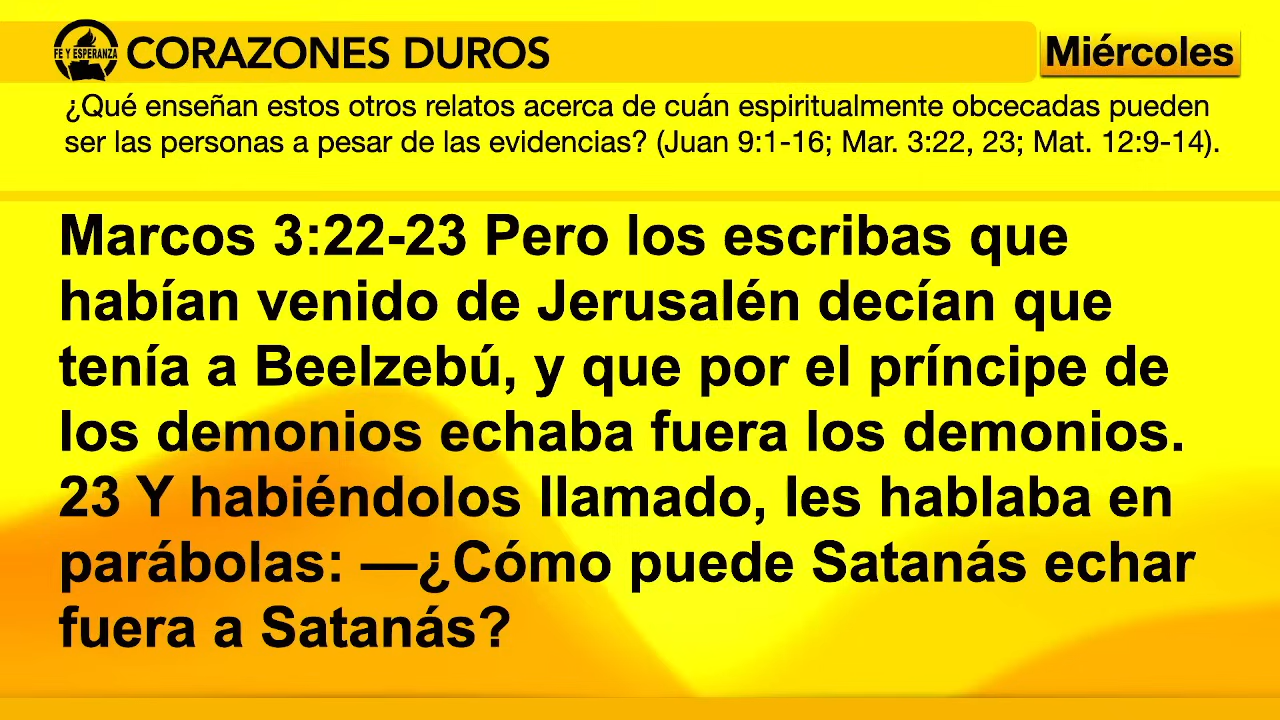 FE Y ESPERANZA
CORAZONES DUROS
Miércoles
¿Qué enseñan estos otros relatos acerca de cuán espiritualmente obcecadas pueden
ser las personas a pesar de las evidencias? (Juan 9:1-16; Mar. 3:22, 23; Mat. 12:9-14).
Marcos 3:22-23 Pero los escribas que
habían venido de Jerusalén decían que
tenía a Beelzebú, y que por el príncipe de
los demonios echaba fuera los demonios.
23 Y habiéndolos llamado, les hablaba en
parábolas: —¿Cómo puede Satanás echar
fuera a Satanás?